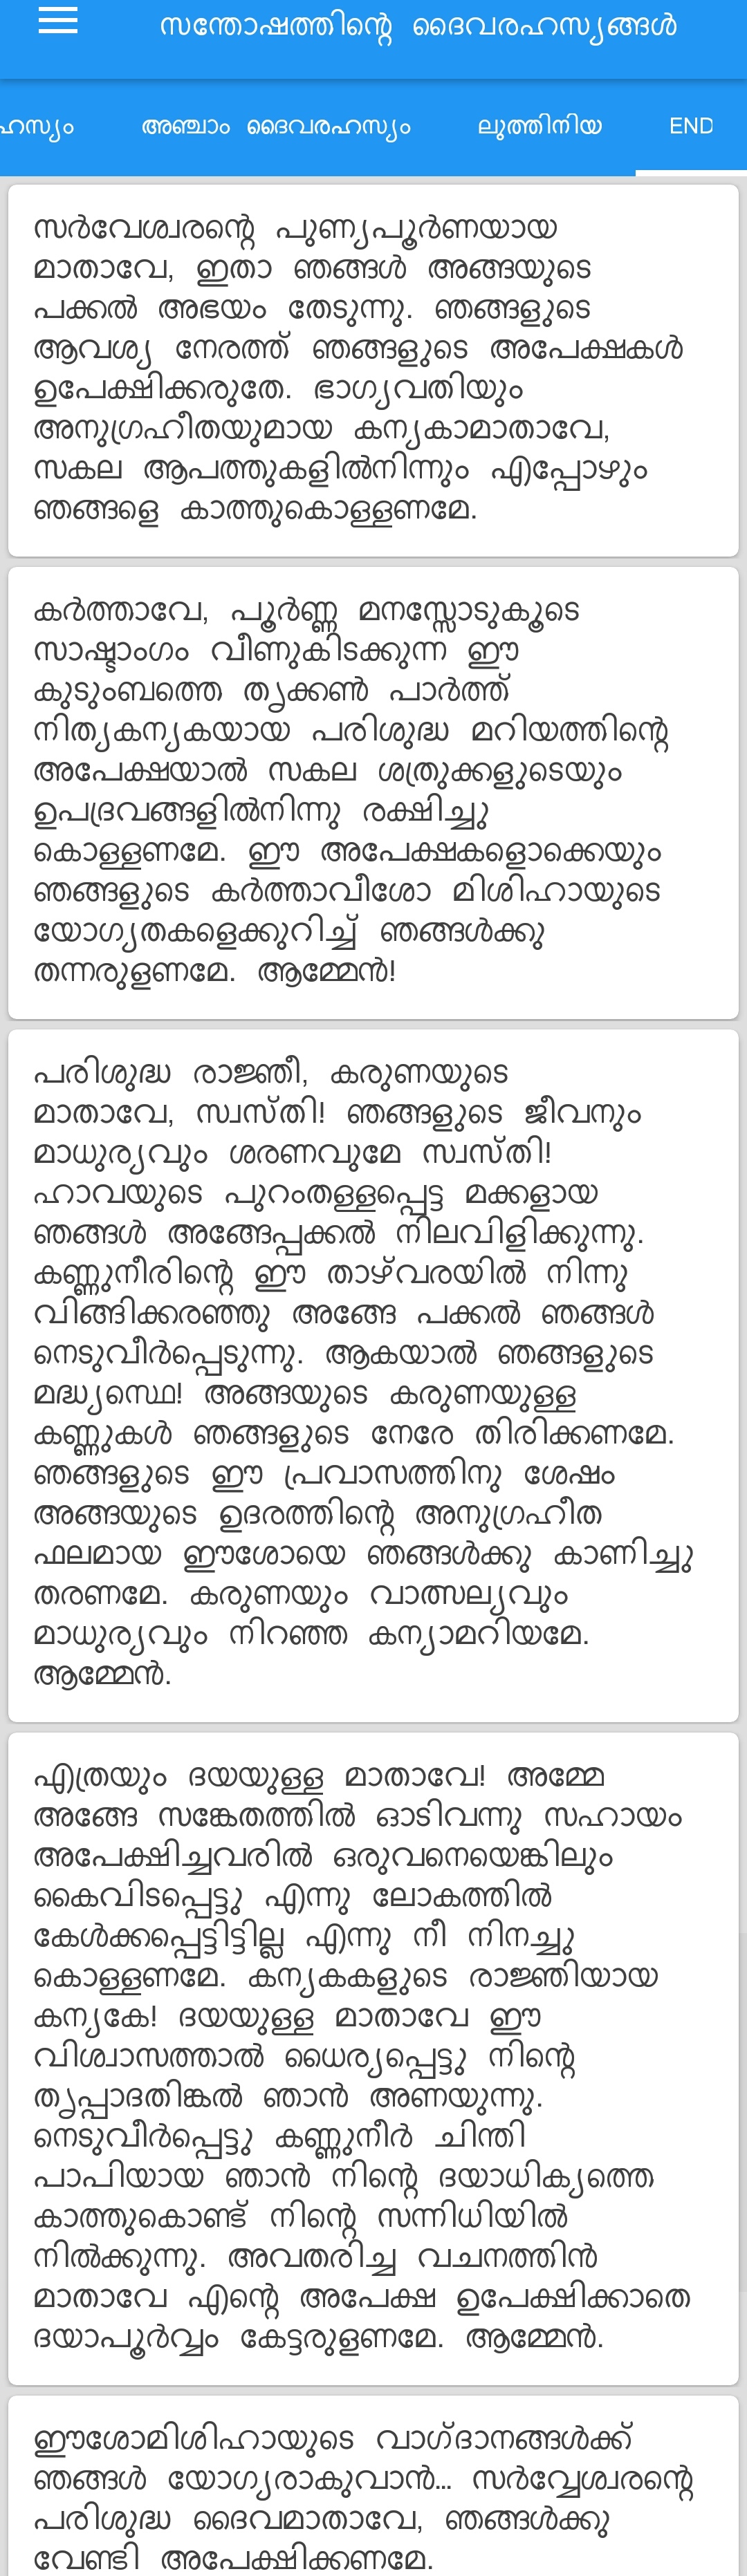 സന്തോഷത്തിന്റെ ദൈവരഹസ്യങ്ങൾ
ഹസ്യം അഞ്ചാം ദൈവരഹസ്യം ലുത്തിനിയ END
സർവേശ്വരന്റെ പുണ്യപൂർണയായ
മാതാവേ, ഇതാ ഞങ്ങൾ അങ്ങയുടെ
പക്കൽ അഭയം തേടുന്നു. ഞങ്ങളുടെ
ആവശ്യ നേരത്ത് ഞങ്ങളുടെ അപേക്ഷകൾ
ഉപേക്ഷിക്കരുതേ. ഭാഗ്യവതിയും
അനുഗ്രഹീതയുമായ കന്യകാമാതാവേ,
സകല ആപത്തുകളിൽനിന്നും എപ്പോഴും
ഞങ്ങളെ കാത്തുകൊള്ളണമേ.
കർത്താവേ, പൂർണ്ണ മനസ്സോടുകൂടെ
സാഷ്ടാംഗം വീണുകിടക്കുന്ന ഈ
കുടുംബത്തെ തൃക്കൺ പാർത്ത്
നിത്യകന്യകയായ പരിശുദ്ധ മറിയത്തിന്റെ
അപേക്ഷയാൽ സകല ശത്രുക്കളുടെയും
ഉപദ്രവങ്ങളിൽനിന്നു രക്ഷിച്ചു
കൊള്ളണമേ. ഈ അപേക്ഷകളൊക്കെയും
ഞങ്ങളുടെ കർത്താവീശോ മിശിഹായുടെ
യോഗ്യതകളെക്കുറിച്ച് ഞങ്ങൾക്കു
തന്നരുളണമേ. ആമ്മേൻ!
പരിശുദ്ധ രാജ്ഞീ, കരുണയുടെ
മാതാവേ, സ്വസ്തി! ഞങ്ങളുടെ ജീവനും
മാധുര്യവും ശരണവുമേ സ്വസ്തി!
ഹാവയുടെ പുറംതള്ളപ്പെട്ട മക്കളായ
ഞങ്ങൾ അങ്ങേപ്പക്കൽ നിലവിളിക്കുന്നു.
കണ്ണുനീരിന്റെ ഈ താഴ്‌വരയിൽ നിന്നു
വിങ്ങിക്കരഞ്ഞു അങ്ങേ പക്കൽ ഞങ്ങൾ
നെടുവീർപ്പെടുന്നു. ആകയാൽ ഞങ്ങളുടെ
മദ്ധ്യസ്ഥെ! അങ്ങയുടെ കരുണയുള്ള
കണ്ണുകൾ ഞങ്ങളുടെ നേരേ തിരിക്കണമേ.
ഞങ്ങളുടെ ഈ പ്രവാസത്തിനു ശേഷം
അങ്ങയുടെ ഉദരത്തിന്റെ അനുഗ്രഹീത
ഫലമായ ഈശോയെ ഞങ്ങൾക്കു കാണിച്ചു
തരണമേ. കരുണയും വാത്സല്യവും
മാധുര്യവും നിറഞ്ഞ കന്യാമറിയമേ.
ആമ്മേൻ.
എത്രയും ദയയുള്ള മാതാവേ! അമ്മേ
അങ്ങേ സങ്കേതത്തിൽ ഓടിവന്നു സഹായം
അപേക്ഷിച്ചവരിൽ ഒരുവനെയെങ്കിലും
കൈവിടപ്പെട്ടു എന്നു ലോകത്തിൽ
കേൾക്കപ്പെട്ടിട്ടില്ല എന്നു നീ നിനച്ചു
കൊള്ളണമേ. കന്യകകളുടെ രാജ്ഞിയായ
കന്യകേ! ദയയുള്ള മാതാവേ ഈ
വിശ്വാസത്താൽ ധൈര്യപ്പെട്ടു നിന്റെ
തൃപ്പാദതിങ്കൽ ഞാൻ അണയുന്നു.
നെടുവീർപ്പെട്ടു കണ്ണുനീർ ചിന്തി
പാപിയായ ഞാൻ നിന്റെ ദയാധിക്യത്തെ
കാത്തുകൊണ്ട് നിന്റെ സന്നിധിയിൽ
നിൽക്കുന്നു. അവതരിച്ച വചനത്തിൻ
മാതാവേ എന്റെ അപേക്ഷ ഉപേക്ഷിക്കാതെ
ദയാപൂർവ്വം കേട്ടരുളണമേ. ആമ്മേൻ.
ഈശോമിശിഹായുടെ വാഗ്ദാനങ്ങൾക്ക്
ഞങ്ങൾ യോഗ്യരാകുവാൻ... സർവ്വേശ്വരന്റെ
പരിശുദ്ധ ദൈവമാതാവേ, ഞങ്ങൾക്കു
വേണ്ടി അപേക്ഷിക്കണമേ.